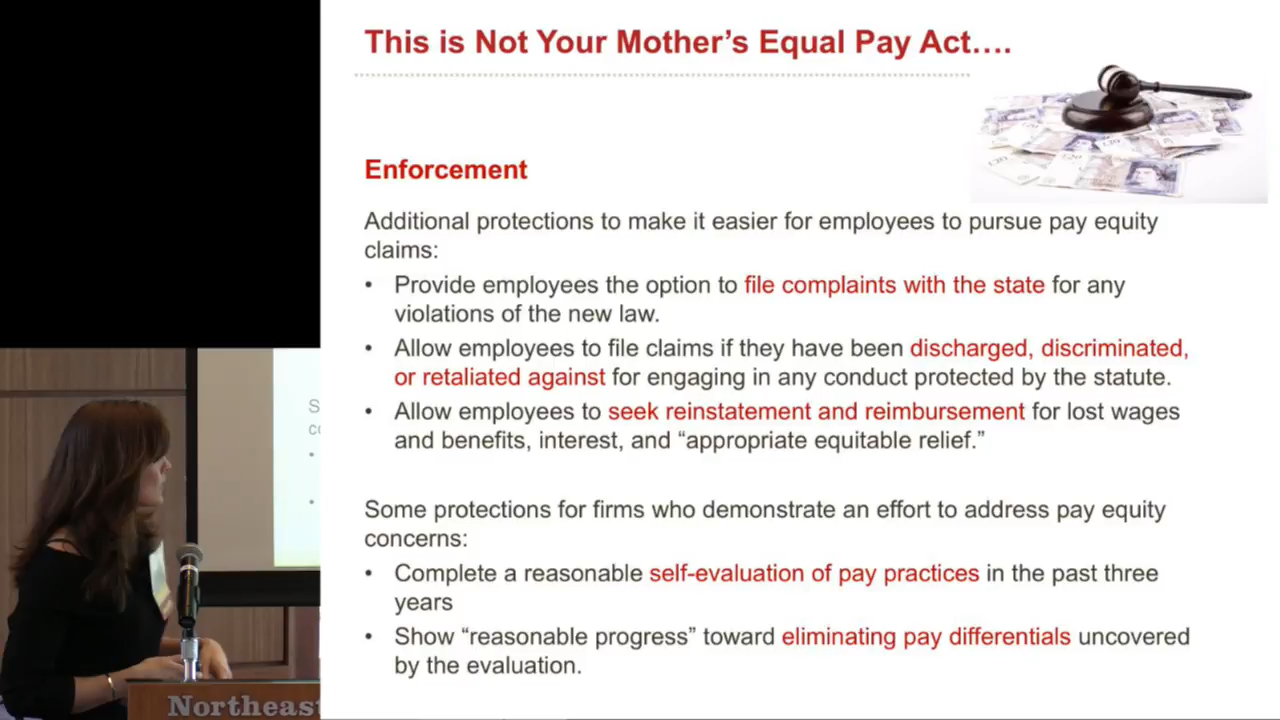 This is Not Your Mother's Equal Pay Act….
Enforcement
Additional protections to make it easier for employees to pursue pay equity
claims:
• Provide employees the option to file complaints with the state for any
violations of the new law.
• Allow employees to file claims if they have been discharged, discriminated,
or retaliated against for engaging in any conduct protected by the statute.
• Allow employees to seek reinstatement and reimbursement for lost wages
and benefits, interest, and “appropriate equitable relief.”
Some protections for firms who demonstrate an effort to address pay equity
concerns:
• Complete a reasonable self-evaluation of pay practices in the past three
years
• Show “reasonable progress” toward eliminating pay differentials uncovered
by the evaluation.
Northeast